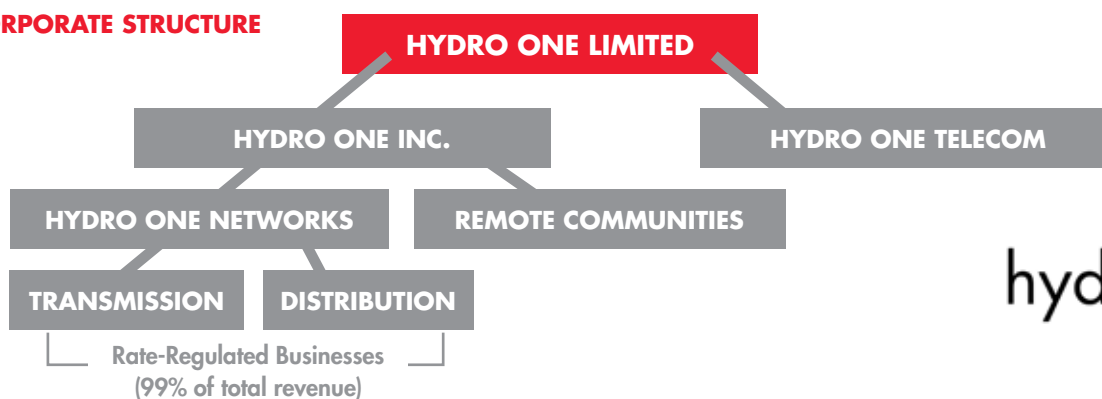 RPORATE STRUCTURE
HYDRO ONE LIMITED
HYDRO ONE INC.
HYDRO ONE TELECOM
HYDRO ONE NETWORKS
REMOTE COMMUNITIES
TRANSMISSION
DISTRIBUTION
Rate-Regulated Businesses
(99% of total revenue)
hyd